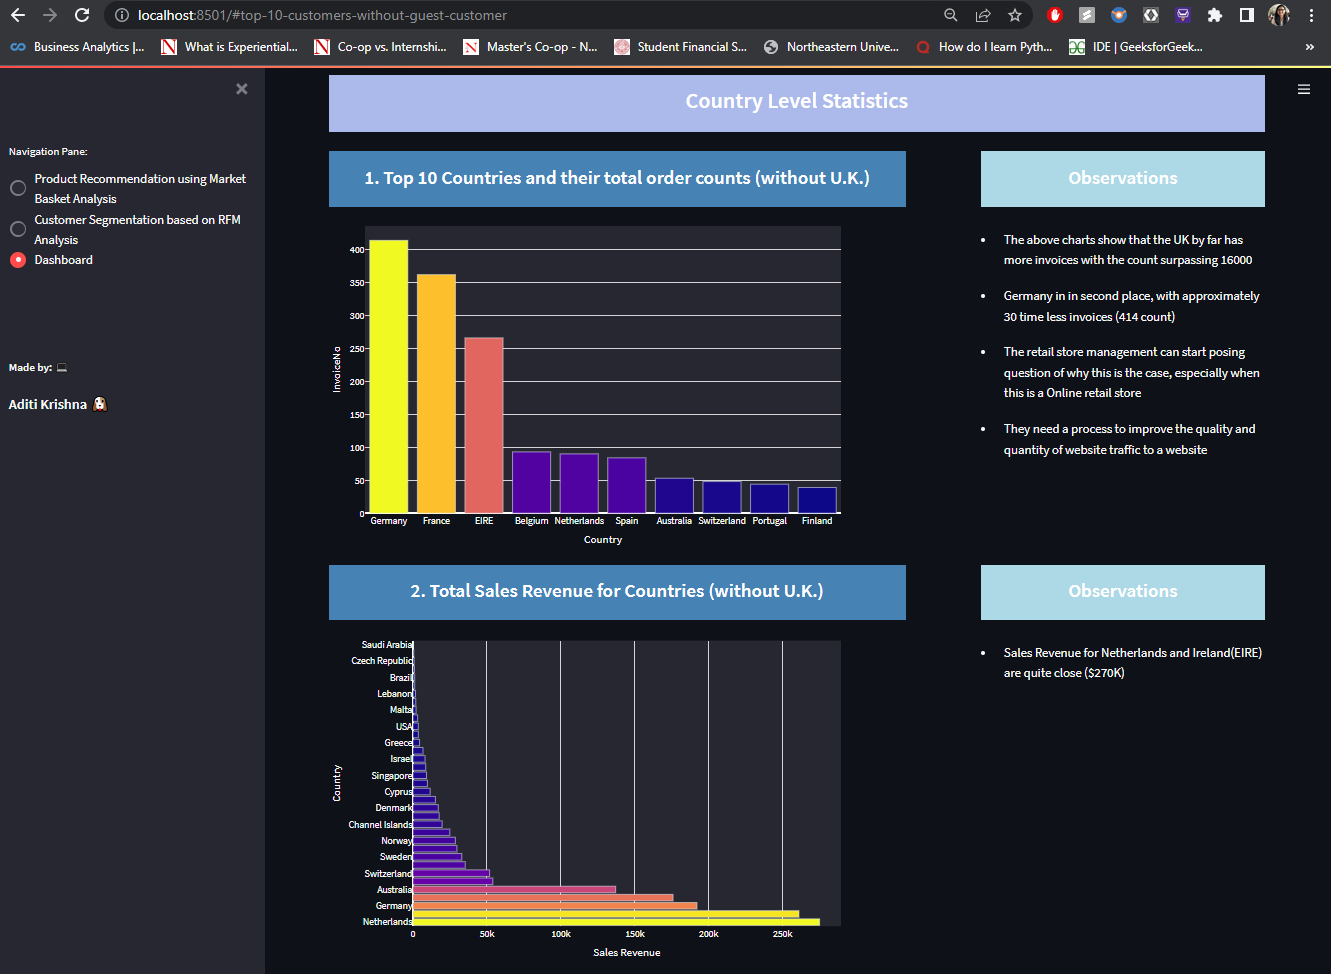 localhost:8501/#top-10-customers-without-guest-customer
Business Analytics |... What is Experiential... Co-op vs. Internshi... Master's Co-op - N... Student Financial S... Northeastern Unive... How do I learn Pyth... IDE | GeeksforGeek... »
Navigation Pane:
Product Recommendation using Market
Basket Analysis
Customer Segmentation based on RFM
Analysis
Dashboard
Made by:
Aditi Krishna
Country Level Statistics
1. Top 10 Countries and their total order counts (without U.K.)
400
350
300
250
200
150
100
50
0
InvoiceNo
Germany France EIRE Belgium Netherlands Spain Australia Switzerland Portugal Finland
Country
Observations
• The above charts show that the UK by far has
more invoices with the count surpassing 16000
• Germany in in second place, with approximately
30 time less invoices (414 count)
• The retail store management can start posing
question of why this is the case, especially when
this is a Online retail store
• They need a process to improve the quality and
quantity of website traffic to a website
2. Total Sales Revenue for Countries (without U.K.)
Saudi Arabia
Czech Republic
Brazil
Lebanon
Malta
USA
Greece
Israel
Singapore
Cyprus
Denmark
Channel Islands
Norway
Sweden
Switzerland
Australia
Germany
Netherlands
Country
0 50k 100k 150k 200k 250k
Sales Revenue
Observations
• Sales Revenue for Netherlands and Ireland(EIRE)
are quite close ($270K)